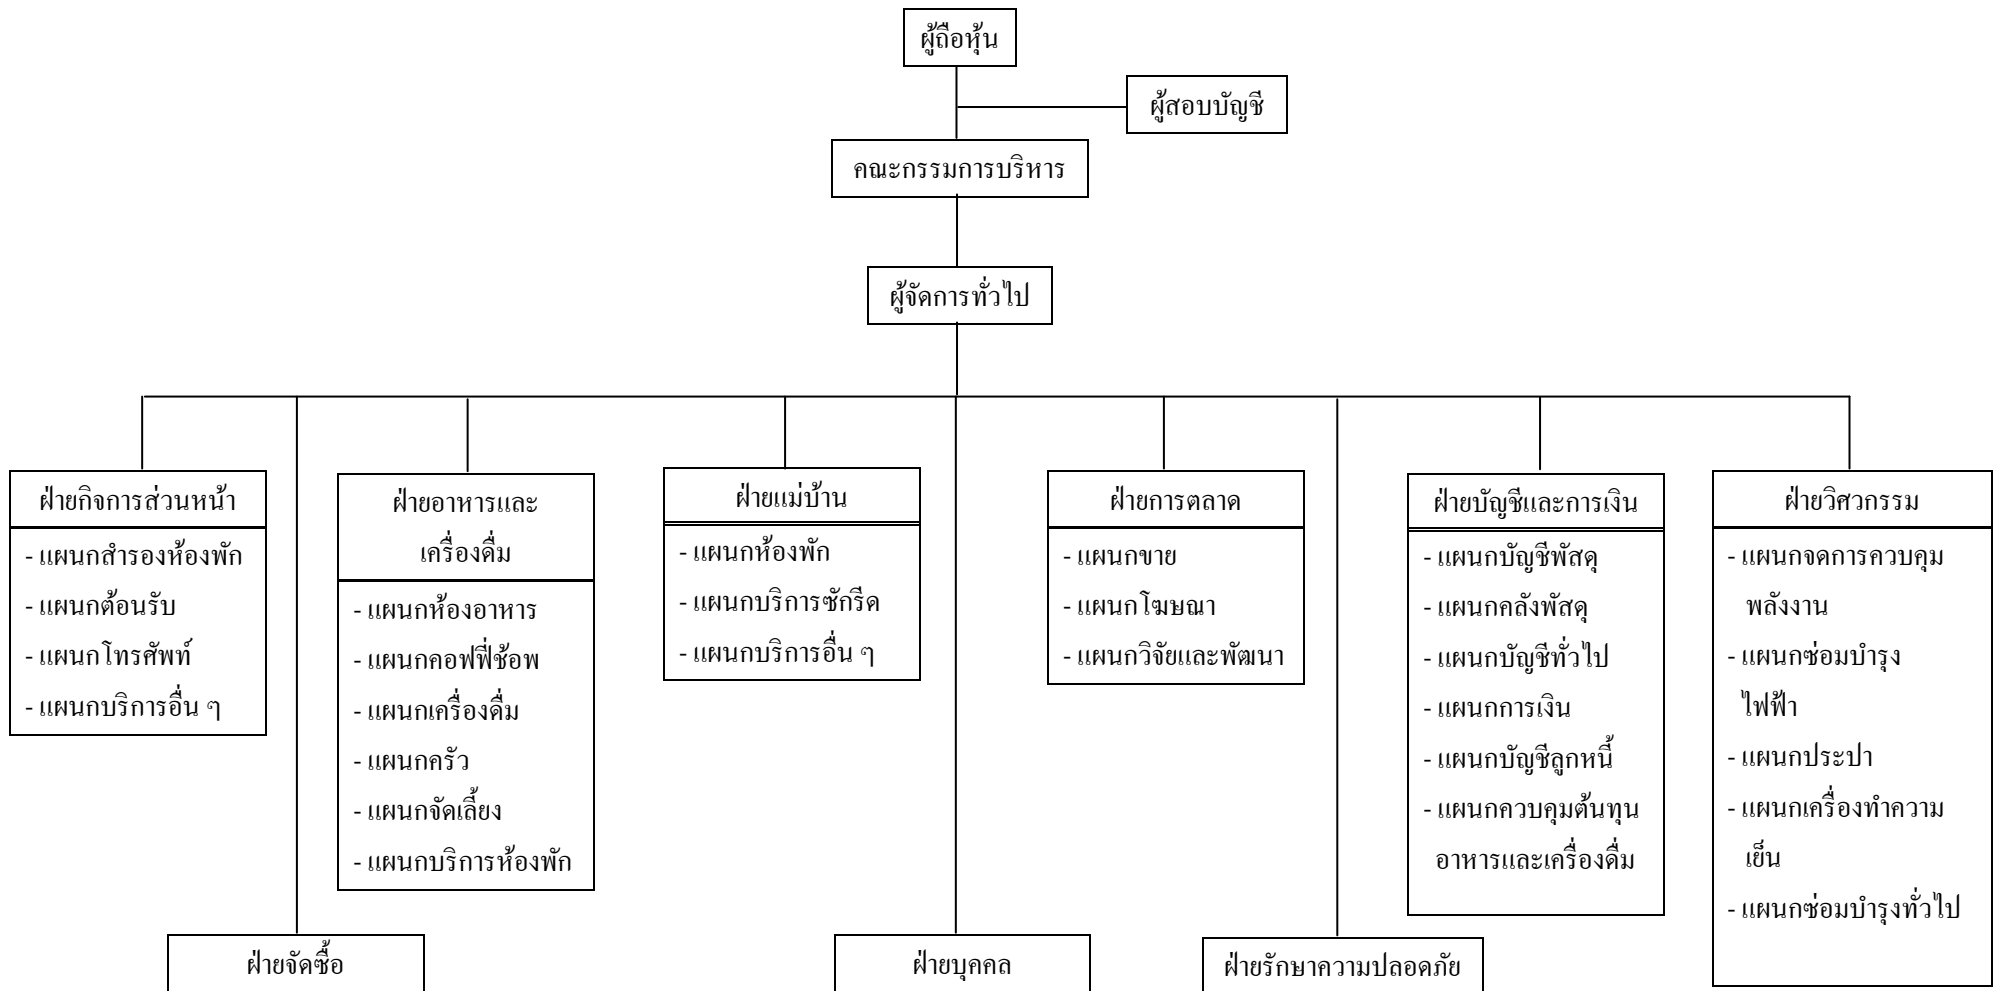 ผู้ถือหุ้น
ผู้สอบบัญชี
คณะกรรมการบริหาร
ผู้จัดการทั่วไป
ฝ่ายกิจการส่วนหน้า
- แผนกสำรองห้องพัก
- แผนกต้อนรับ
- แผนกโทรศัพท์
- แผนกบริการอื่น ๆ
ฝ่ายอาหารและ
เครื่องดื่ม
- แผนกห้องอาหาร
- แผนกคอฟฟี่ช้อพ
- แผนกเครื่องดื่ม
- แผนกครัว
- แผนกจัดเลี้ยง
- แผนกบริการห้องพัก
ฝ่ายแม่บ้าน
- แผนกห้องพัก
- แผนกบริการซักรีด
- แผนกบริการอื่น ๆ
ฝ่ายการตลาด
- แผนกขาย
- แผนกโฆษณา
- แผนกวิจัยและพัฒนา
ฝ่ายบัญชีและการเงิน
- แผนกบัญชีพัสดุ
- แผนกคลังพัสดุ
- แผนกบัญชีทั่วไป
- แผนกการเงิน
- แผนกบัญชีลูกหนี้
- แผนกควบคุมต้นทุน
อาหารและเครื่องดื่ม
ฝ่ายวิศวกรรม
- แผนกจดการควบคุม
พลังงาน
- แผนกซ่อมบำรุง
ไฟฟ้า
- แผนกประปา
- แผนกเครื่องทำความ
เย็น
- แผนกซ่อมบำรุงทั่วไป
ฝ่ายจัดซื้อ
ฝ่ายบุคคล
ฝ่ายรักษาความปลอดภัย